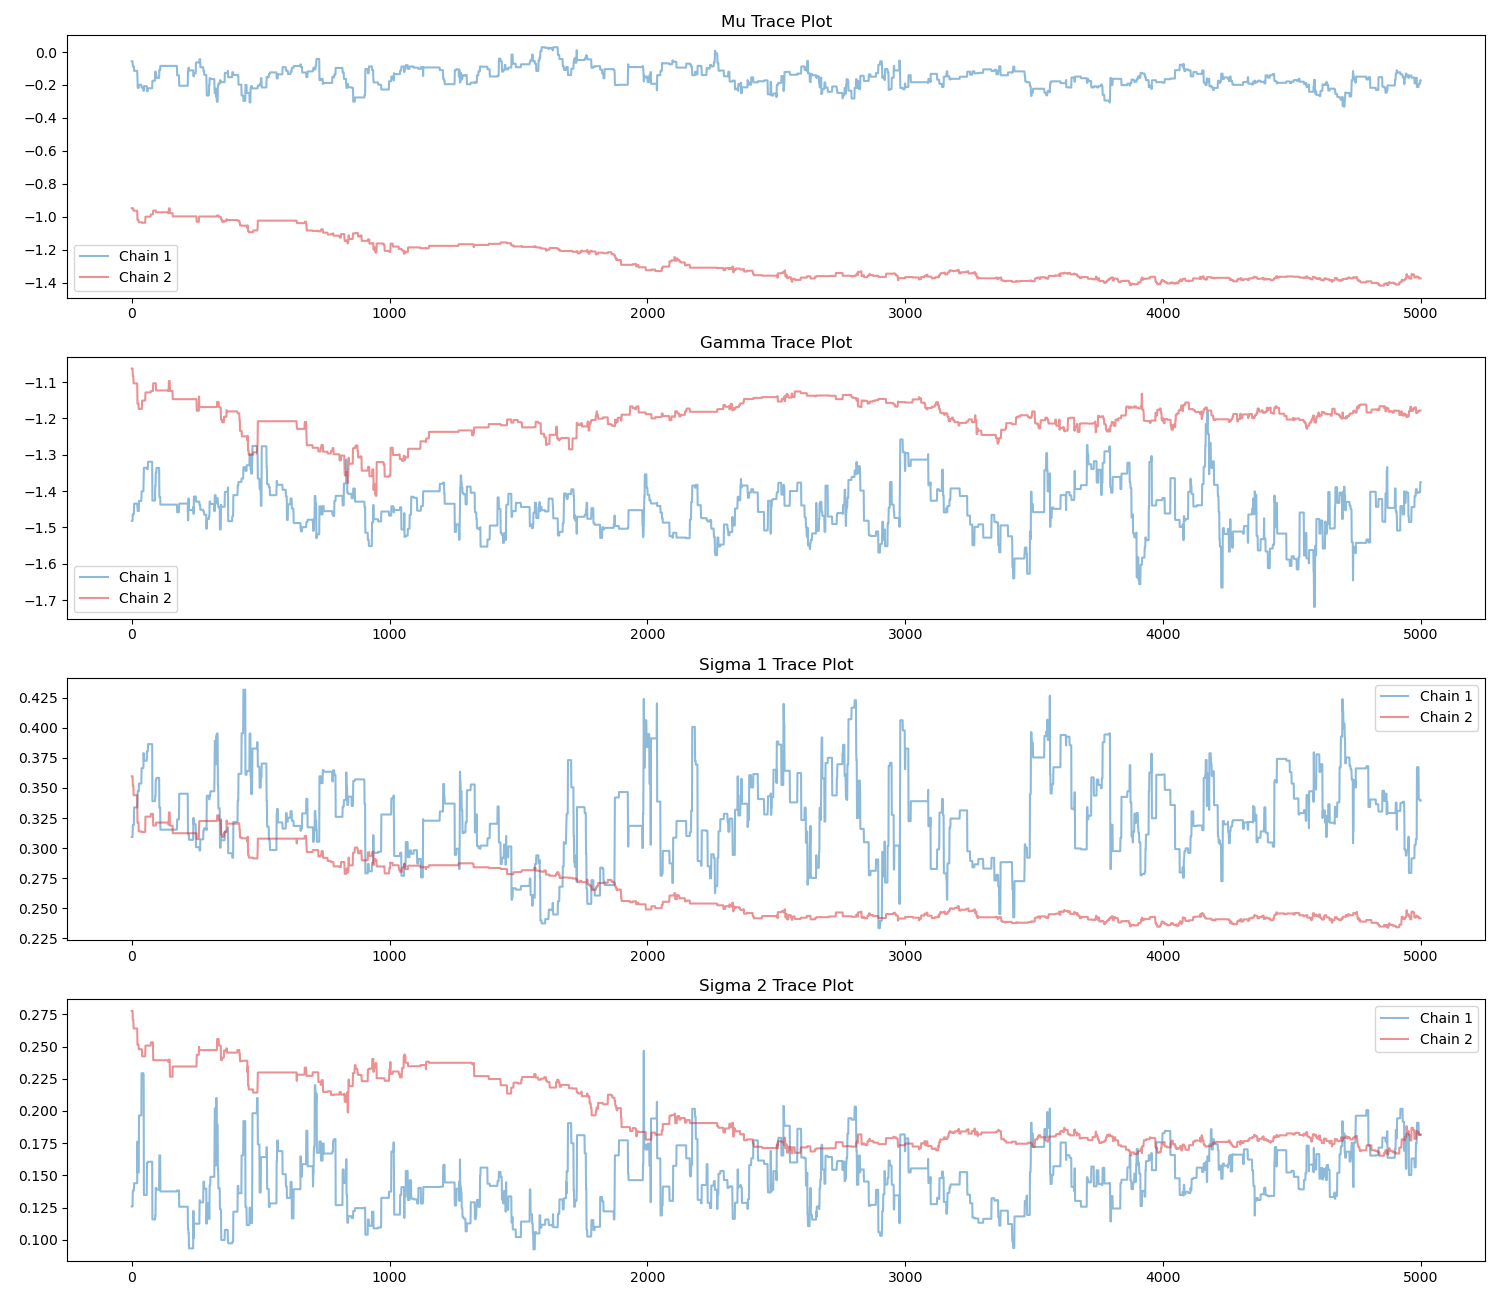 Mu Trace Plot
0.0
−0.2
−0.4
−0.6
−0.8
−1.0
−1.2
−1.4
Chain 1
Chain 2
0 1000 2000 3000 4000 5000
Gamma Trace Plot
−1.1
−1.2
−1.3
−1.4
−1.5
−1.6
−1.7
Chain 1
Chain 2
0 1000 2000 3000 4000 5000
Sigma 1 Trace Plot
0.425
0.400
0.375
0.350
0.325
0.300
0.275
0.250
0.225
Chain 1
Chain 2
0 1000 2000 3000 4000 5000
Sigma 2 Trace Plot
0.275
0.250
0.225
0.200
0.175
0.150
0.125
0.100
Chain 1
Chain 2
0 1000 2000 3000 4000 5000